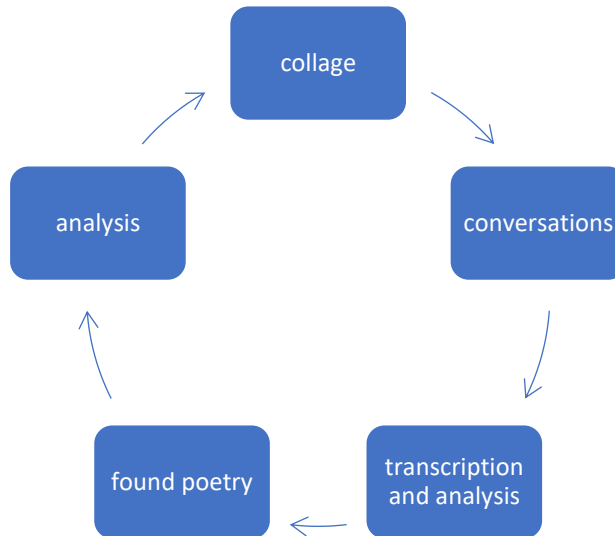 collage
conversations
transcription
and analysis
found poetry
analysis